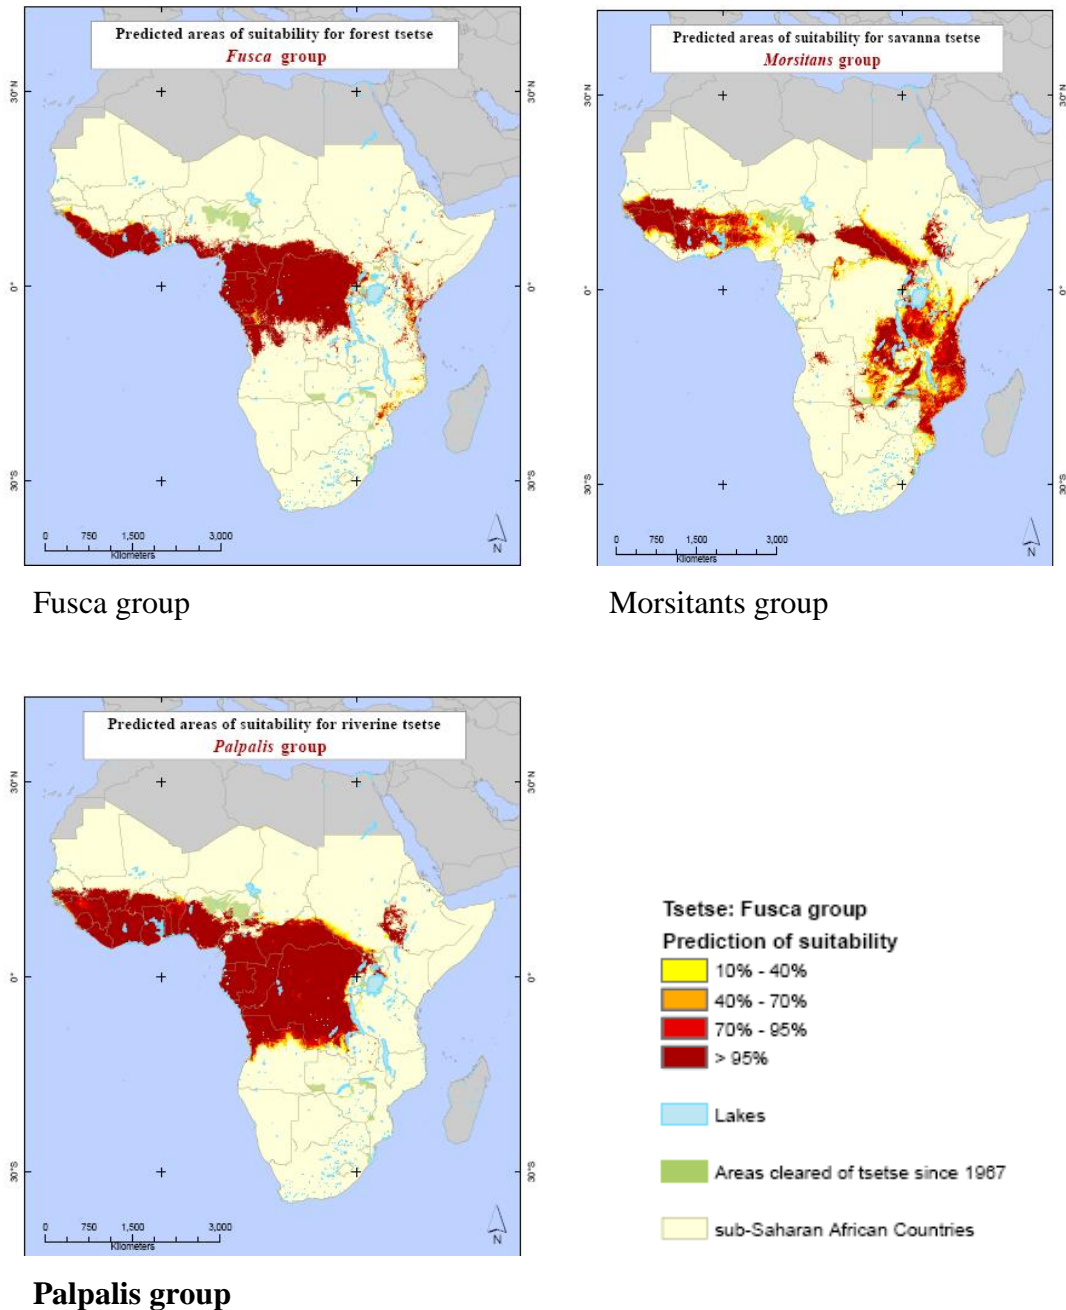 Predicted areas of suitability for forest tsetse
Fusca group
30°N
30°N
0°
0°
30°S
30°S
0 750 1,500 3,000
Kilometers
N
Fusca group
Predicted areas of suitability for savanna tsetse
Morsitans group
30°N
30°N
0°
0°
30°S
30°S
0 750 1,500 3,000
Kilometers
N
Morsitants group
Predicted areas of suitability for riverine tsetse
Palpalis group
30°N
30°N
0°
0°
30°S
30°S
0 750 1,500 3,000
Kilometers
N
Palpalis group
Tsetse: Fusca group
Prediction of suitability
10% - 40%
40% - 70%
70% - 95%
> 95%
Lakes
Areas cleared of tsetse since 1967
sub-Saharan African Countries